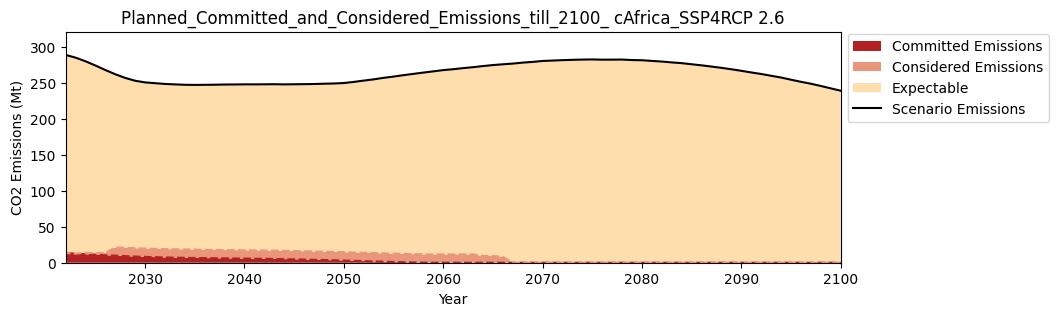 Planned_Committed_and_Considered_Emissions_till_2100_ cAfrica_SSP4RCP 2.6
300
250
200
150
100
50
0
CO2 Emissions (Mt)
2030 2040 2050 2060 2070 2080 2090 2100
Year
Committed Emissions
Considered Emissions
Expectable
Scenario Emissions